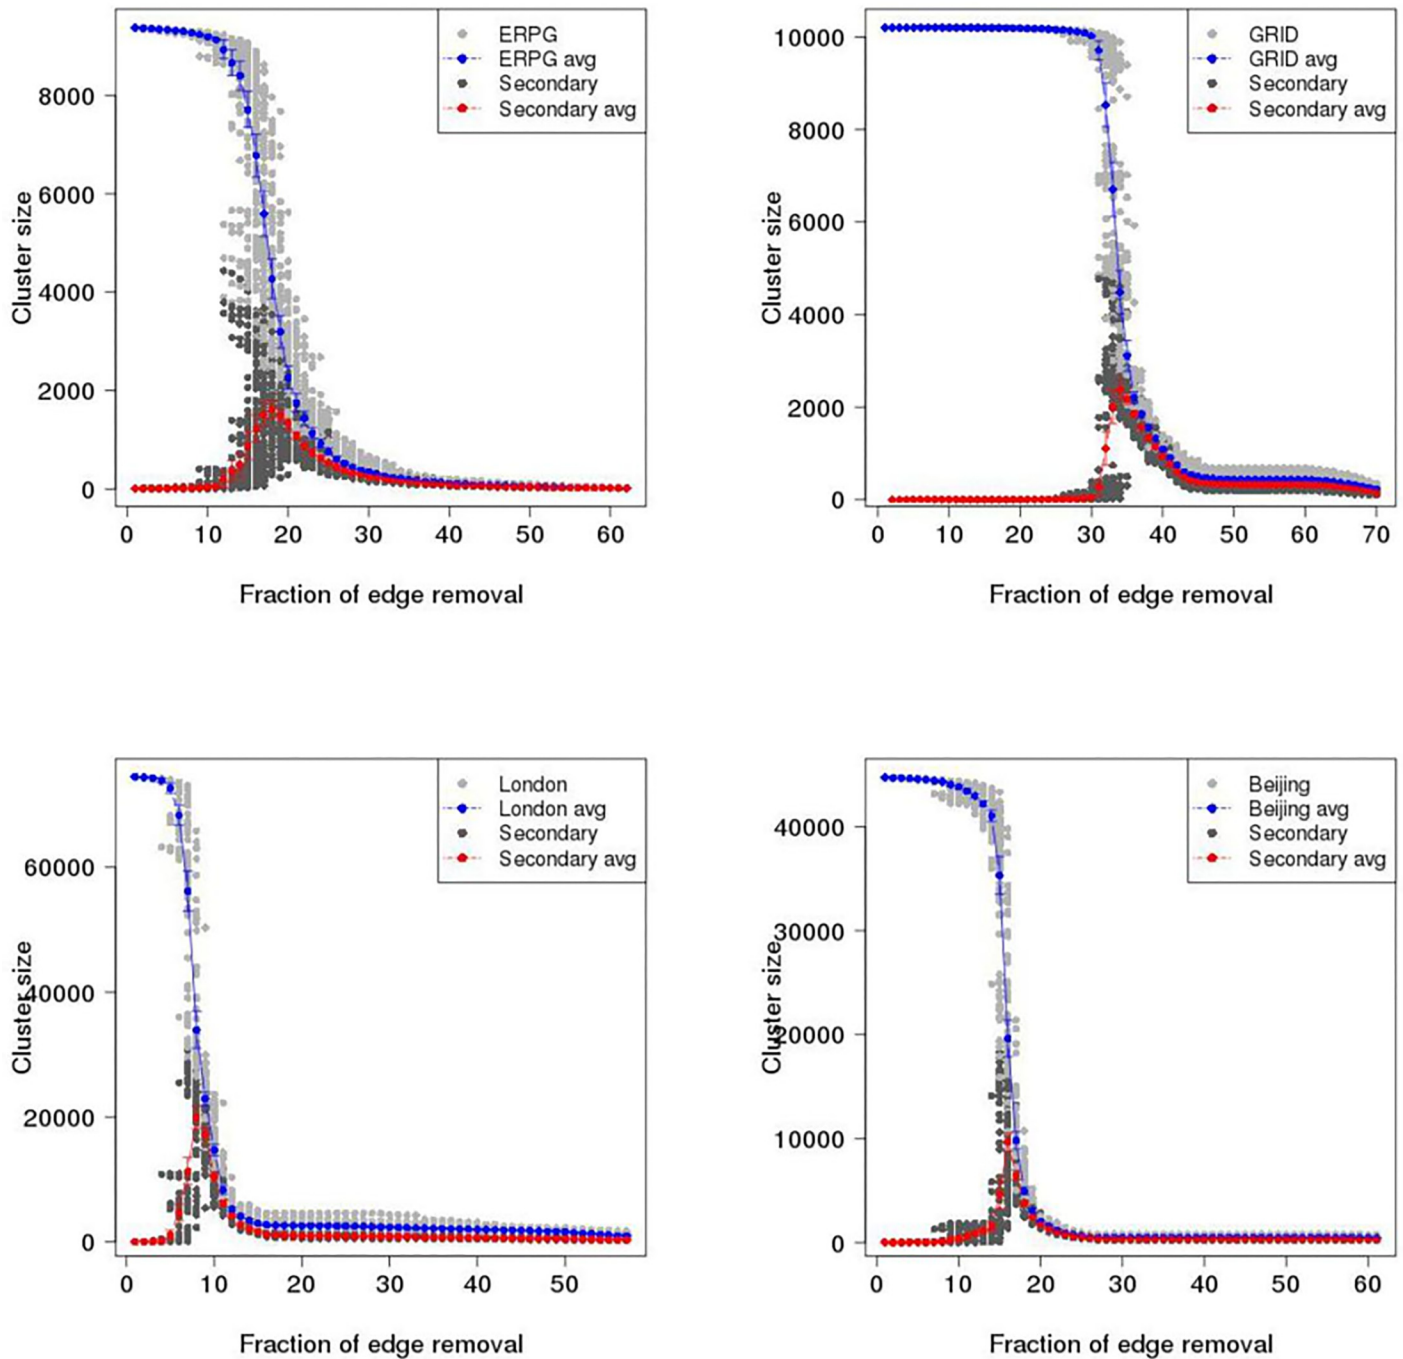 ERPG
ERPG avg
Secondary
Secondary avg
8000
6000
4000
2000
0
Cluster size
0 10 20 30 40 50 60
Fraction of edge removal
GRID
GRID avg
Secondary
Secondary avg
10000
8000
6000
4000
2000
0
Cluster size
0 10 20 30 40 50 60 70
Fraction of edge removal
London
London avg
Secondary
Secondary avg
60000
40000
20000
0
Cluster size
0 10 20 30 40 50
Fraction of edge removal
Beijing
Beijing avg
Secondary
Secondary avg
40000
30000
20000
10000
0
Cluster size
0 10 20 30 40 50 60
Fraction of edge removal